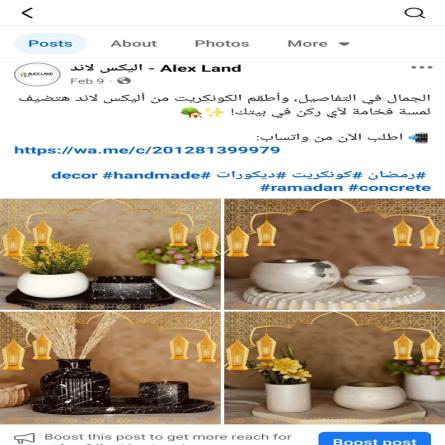 Posts About Photos More
اليكس لاند - Alex Land
Feb 9
الجمال في التفاصيل، وأطقم الكونكريت من أليكس لاند هتضيف
لمسة فخامة لأي ركن في بيتك! ✨🏡
📲 اطلب الآن من واتساب:
https://wa.me/c/201281399979
#رمضان #كونكريت #ديكورات #decor #handmade
#ramadan #concrete
Boost this post to get more reach for
Boost post